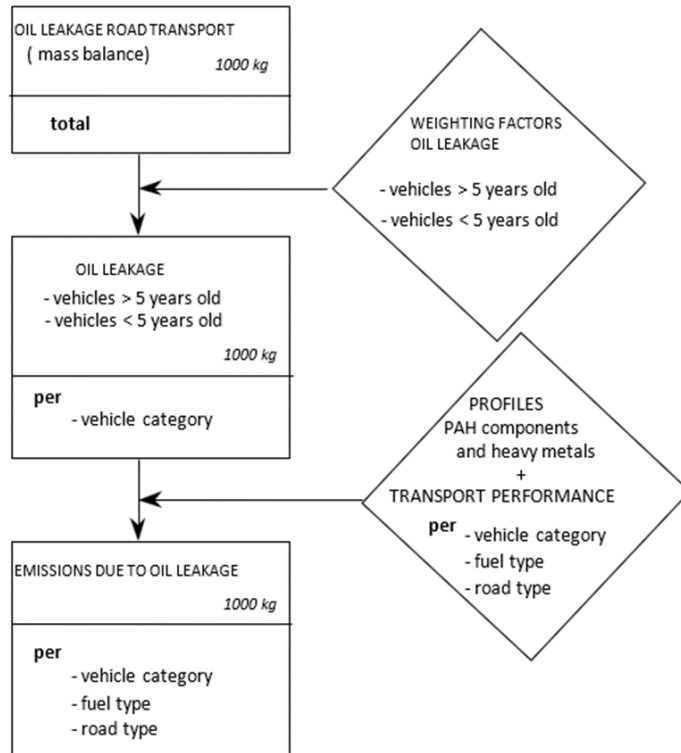 OIL LEAKAGE ROAD TRANSPORT
( mass balance)
1000 kg
total
WEIGHTING FACTORS
OIL LEAKAGE
- vehicles > 5 years old
- vehicles < 5 years old
OIL LEAKAGE
- vehicles > 5 years old
- vehicles < 5 years old
1000 kg
per
- vehicle category
PROFILES
PAH components
and heavy metals
+
TRANSPORT PERFORMANCE
per - vehicle category
- fuel type
- road type
EMISSIONS DUE TO OIL LEAKAGE
1000 kg
per
- vehicle category
- fuel type
- road type